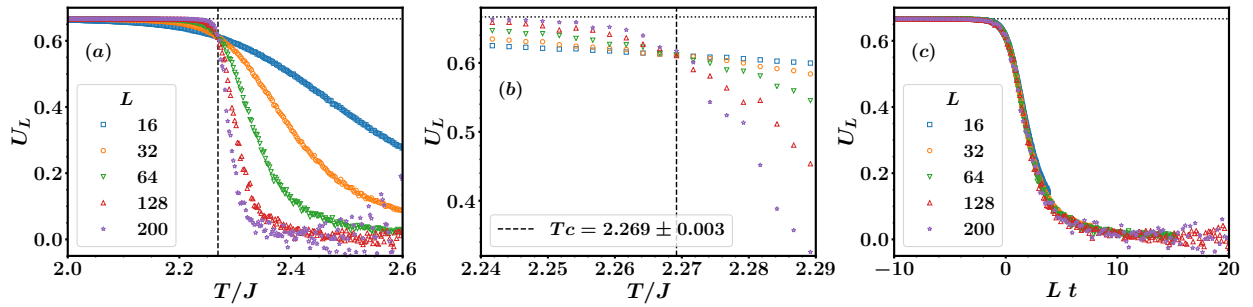 (a)
L
16
32
64
128
200
0.0
0.2
0.4
0.6
U_L
2.0
2.2
2.4
2.6
T/J
(b)
Tc = 2.269 ± 0.003
0.4
0.5
0.6
U_L
2.24
2.25
2.26
2.27
2.28
2.29
T/J
(c)
L
16
32
64
128
200
0.0
0.2
0.4
0.6
U_L
−10
0
10
20
L t